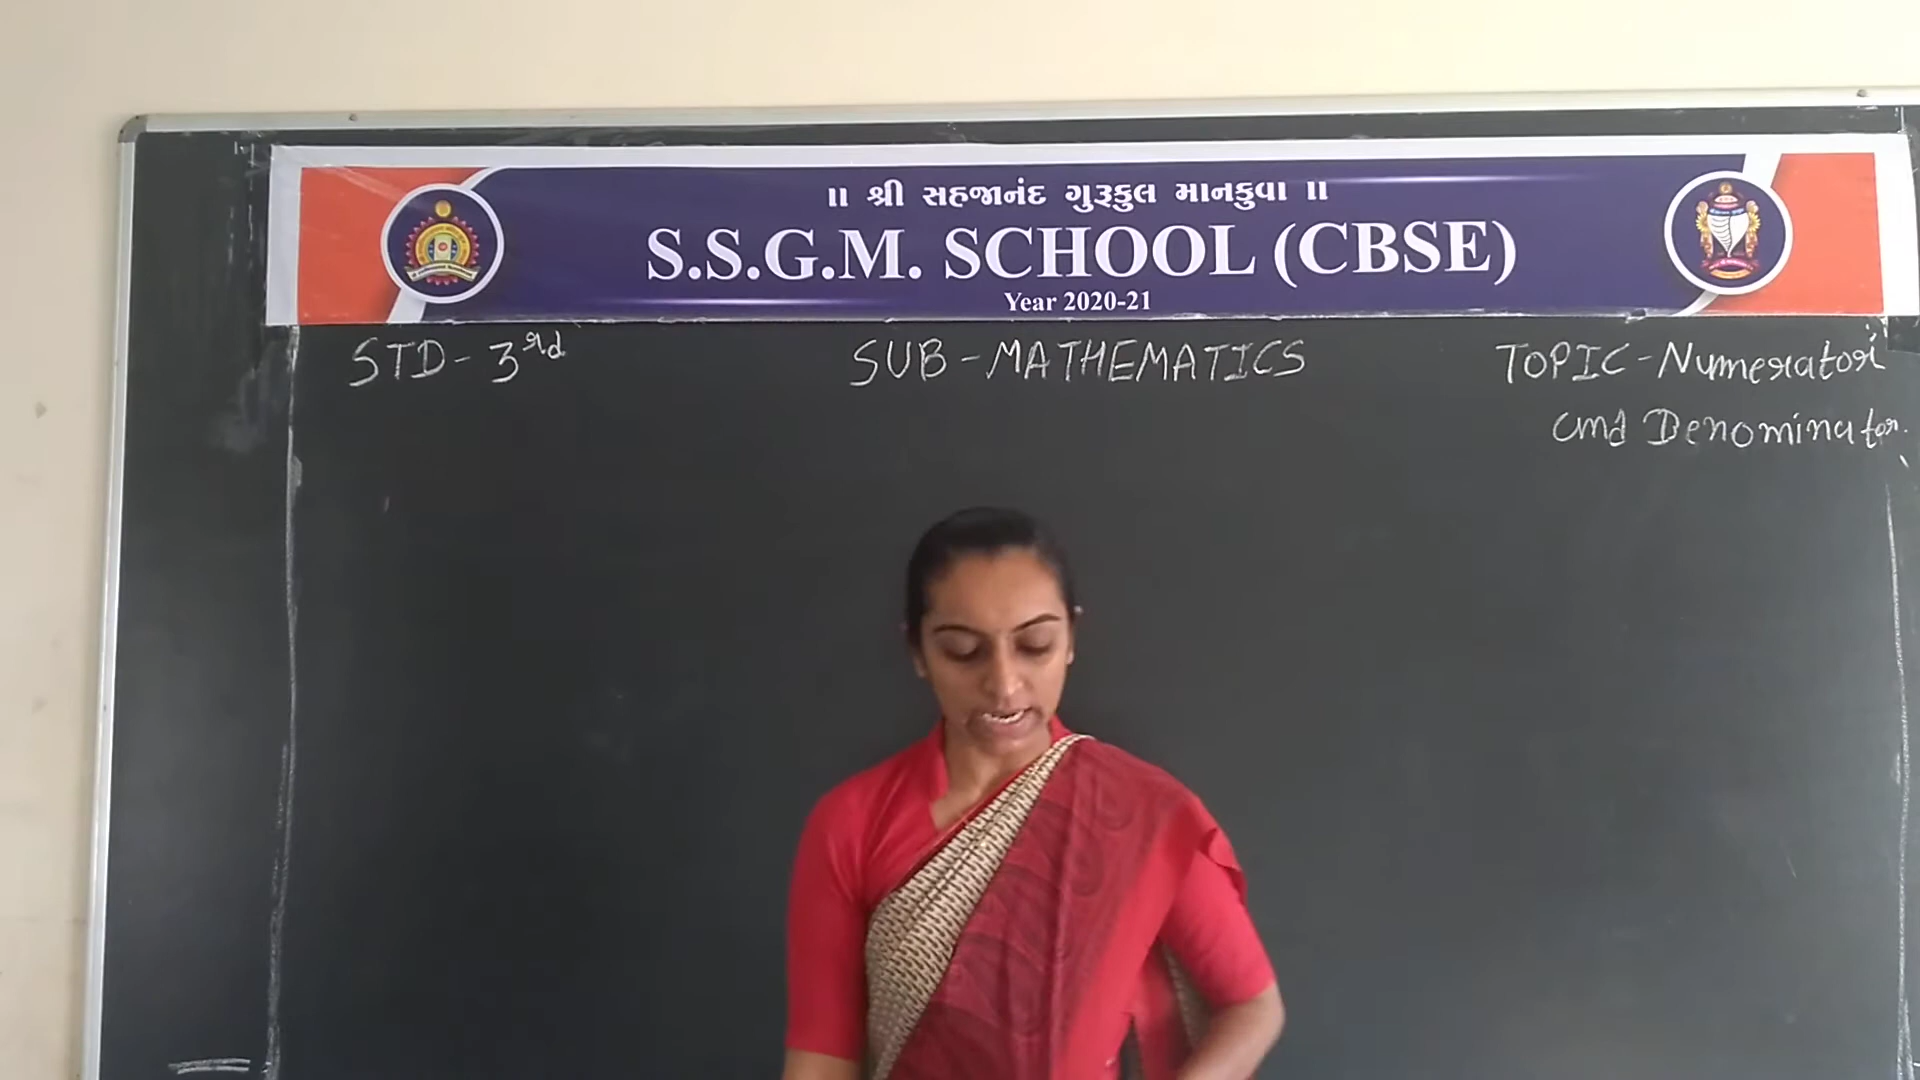 ॥ શ્રી સહજાનંદ ગુરૂકુલ માનકુવા ॥
S.S.G.M. SCHOOL (CBSE)
Year 2020-21
STD - 3rd
SUB - MATHEMATICS
TOPIC - Numerator
and Denominator.